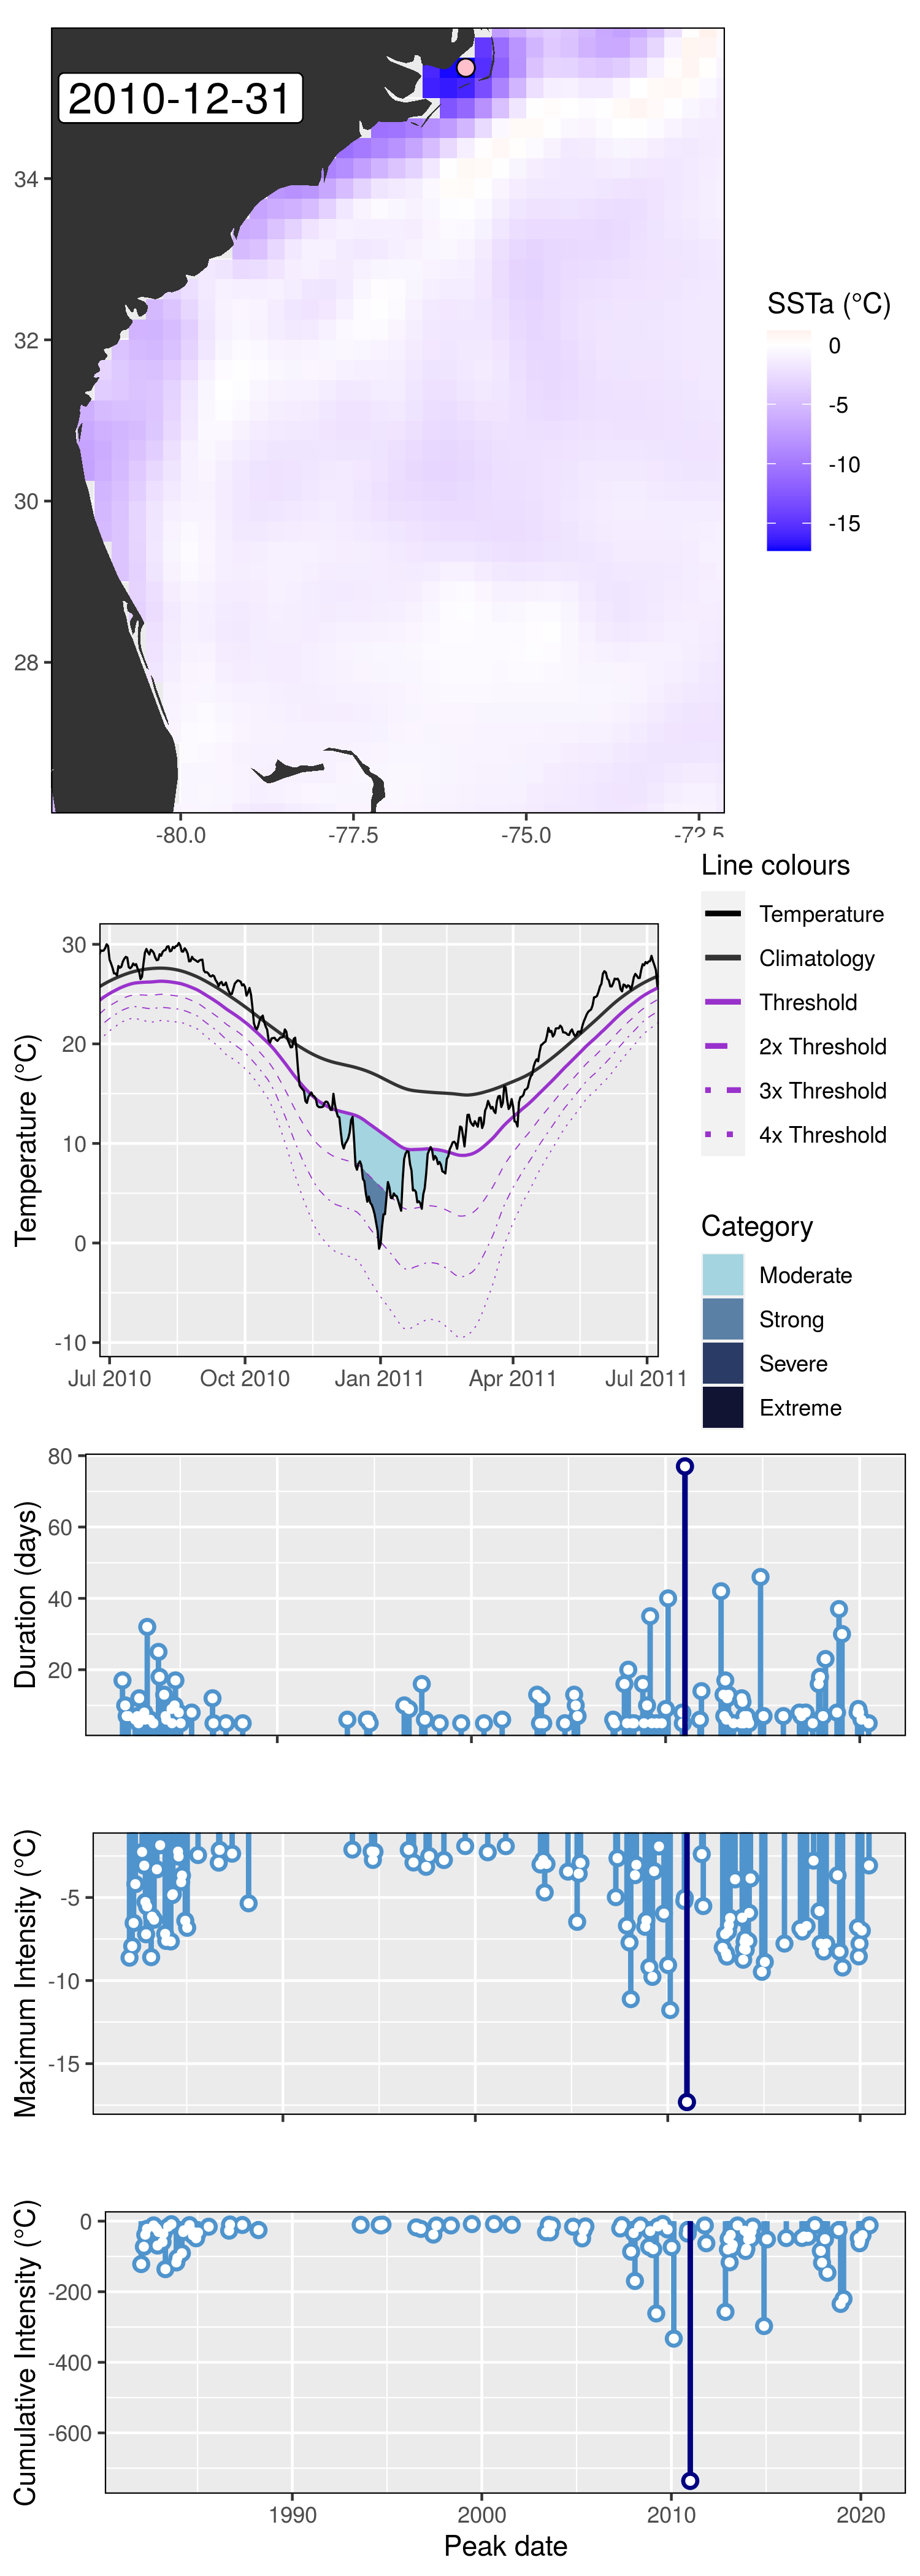 2010-12-31
34
32
30
28
-80.0
-77.5
-75.0
-72.5
SSTa (°C)
0
-5
-10
-15
Line colours
Temperature
Climatology
Threshold
2x Threshold
3x Threshold
4x Threshold
Category
Moderate
Strong
Severe
Extreme
Temperature (°C)
30
20
10
0
-10
Jul 2010
Oct 2010
Jan 2011
Apr 2011
Jul 2011
Duration (days)
80
60
40
20
Maximum Intensity (°C)
-5
-10
-15
Cumulative Intensity (°C)
0
-200
-400
-600
1990
2000
2010
2020
Peak date